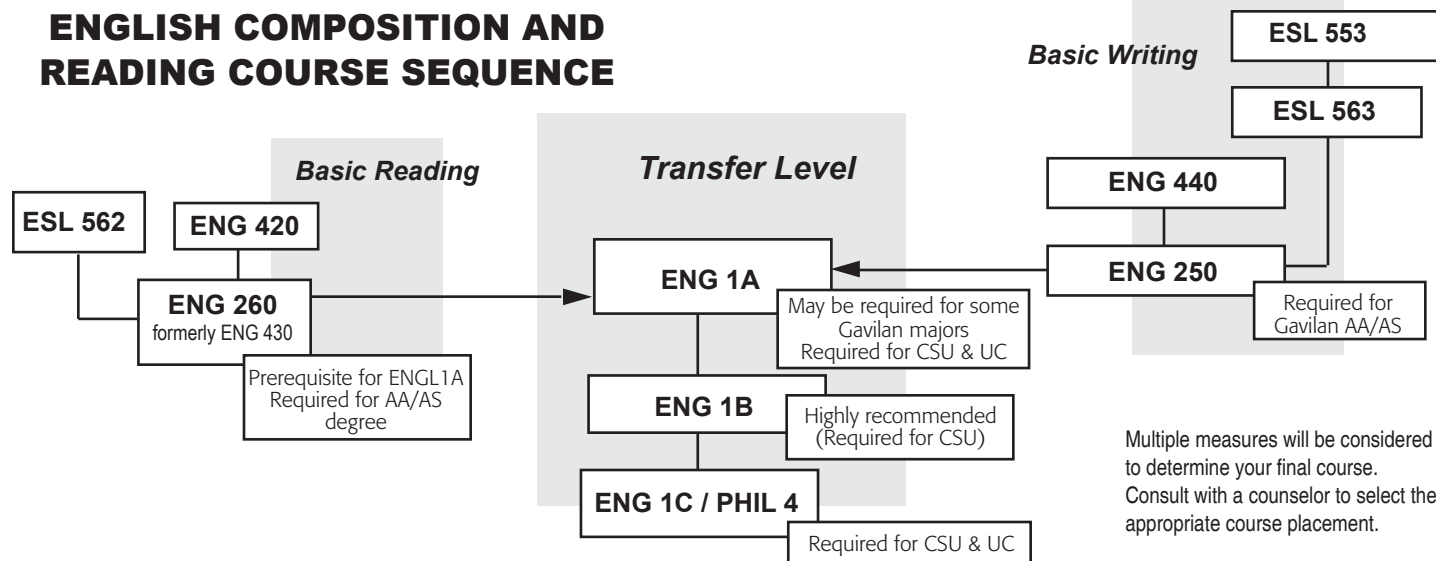 ENGLISH COMPOSITION AND
READING COURSE SEQUENCE
Basic Reading
ESL 562
ENG 420
ENG 260
formerly ENG 430
Prerequisite for ENGL1A
Required for AA/AS
degree
Transfer Level
ENG 1A
May be required for some
Gavilan majors
Required for CSU & UC
ENG 1B
Highly recommended
(Required for CSU)
ENG 1C / PHIL 4
Required for CSU & UC
Basic Writing
ESL 553
ESL 563
ENG 440
ENG 250
Required for
Gavilan AA/AS
Multiple measures will be considered
to determine your final course.
Consult with a counselor to select the
appropriate course placement.